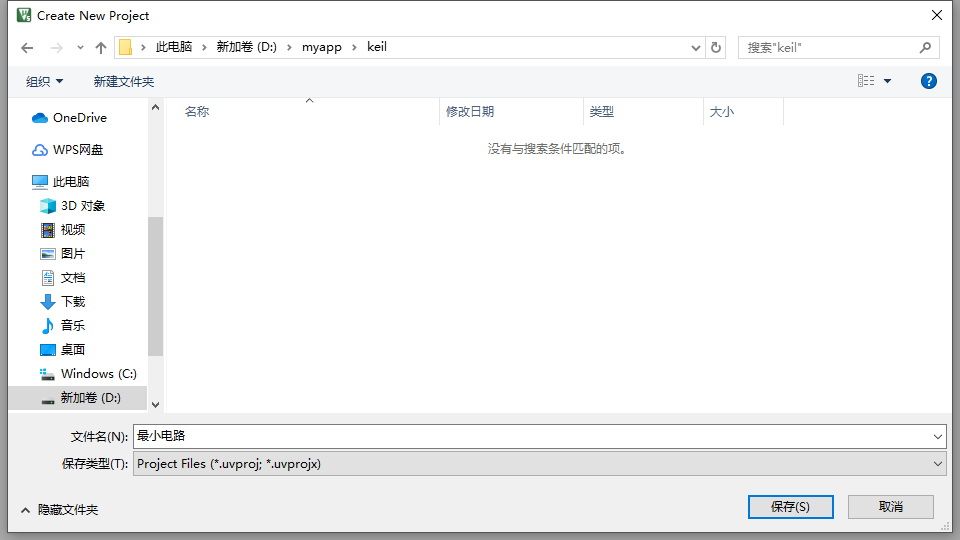 Create New Project
此电脑 新加卷 (D:) myapp keil
搜索"keil"
组织 新建文件夹
名称 修改日期 类型 大小
没有与搜索条件匹配的项。
OneDrive
WPS网盘
此电脑
3D 对象
视频
图片
文档
下载
音乐
桌面
Windows (C:)
新加卷 (D:)
文件名(N): 最小电路
保存类型(T): Project Files (*.uvproj; *.uvprojx)
隐藏文件夹
保存(S) 取消